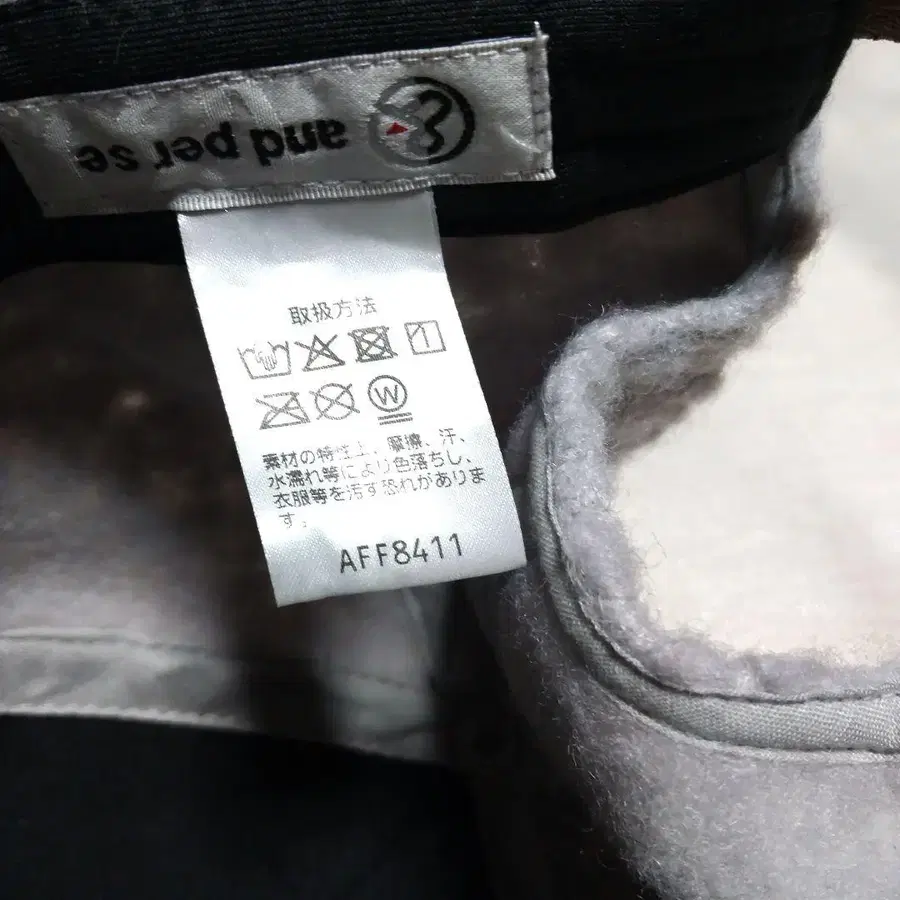 and per se
取扱方法
W
素材の特性上、摩擦、汗、
水濡れ等により色落ちし、
衣服等を汚す恐れがありま
す。
AFF8411